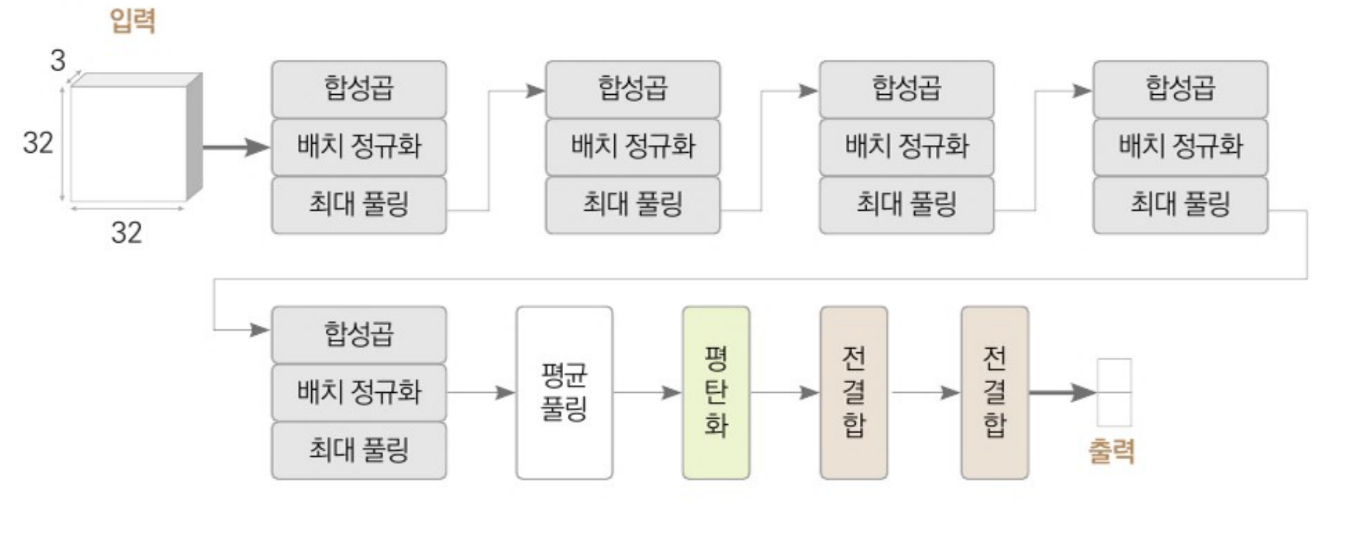 입력
3
32
32
합성곱
배치 정규화
최대 풀링
합성곱
배치 정규화
최대 풀링
합성곱
배치 정규화
최대 풀링
합성곱
배치 정규화
최대 풀링
합성곱
배치 정규화
최대 풀링
평균
풀링
평
탄
화
전
결
합
전
결
합
출력